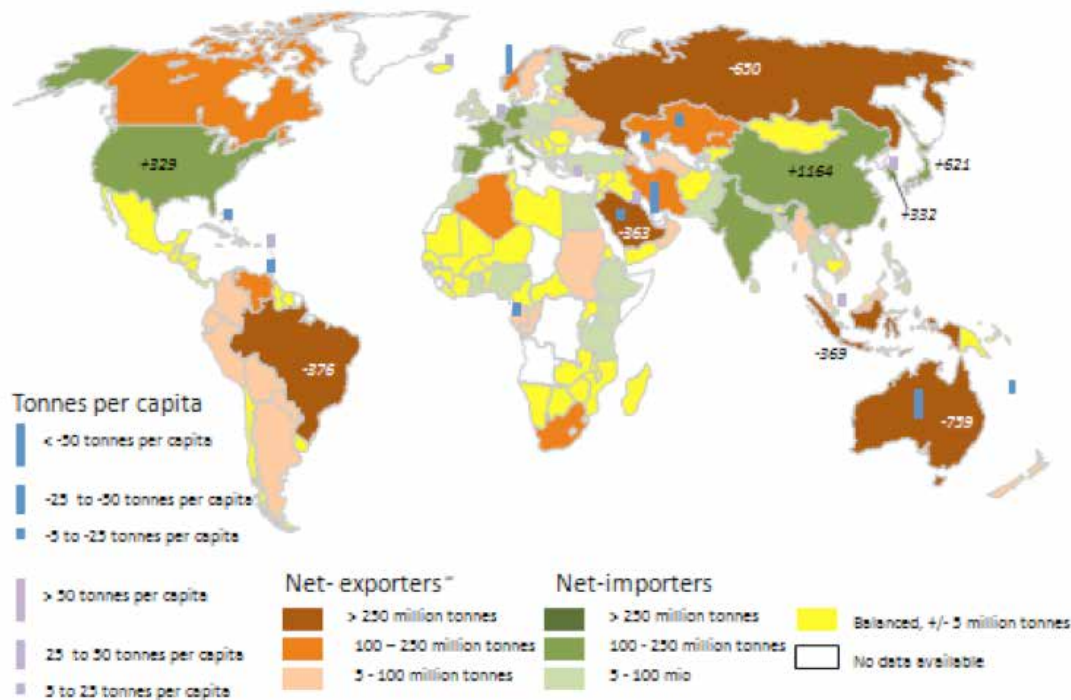 -650
+329
+1164
+621
+332
-363
-376
-369
-759
Tonnes per capita
< -50 tonnes per capita
-25 to -50 tonnes per capita
-5 to -25 tonnes per capita
> 50 tonnes per capita
25 to 50 tonnes per capita
5 to 25 tonnes per capita
Net- exporters"
> 250 million tonnes
100 – 250 million tonnes
5 - 100 million tonnes
Net-importers
> 250 million tonnes
100 - 250 million tonnes
5 - 100 mio
Balanced, +/- 5 million tonnes
No data available